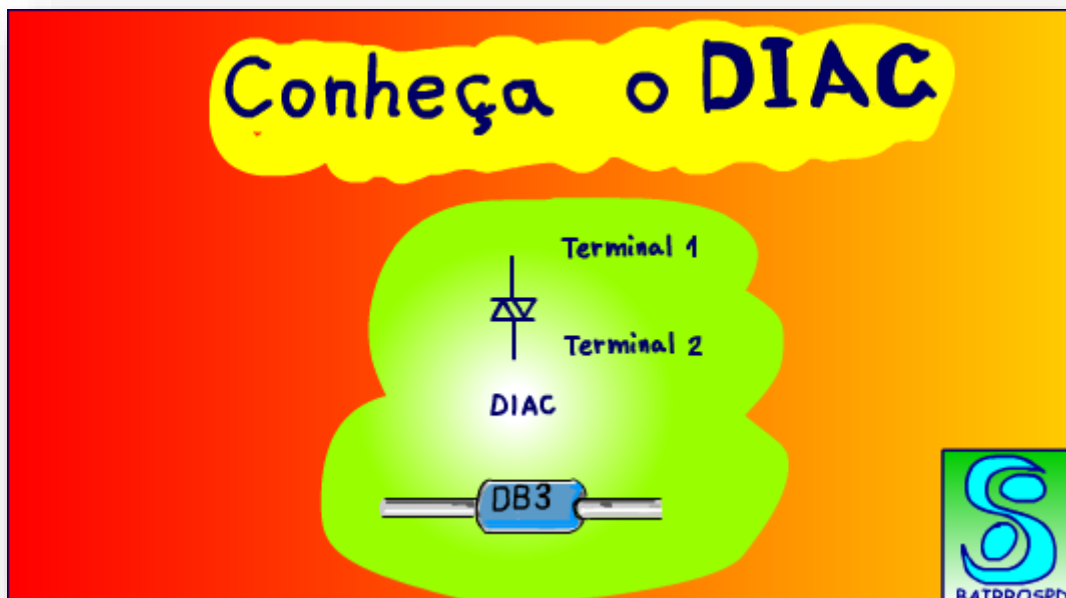 Conheça o DIAC
Terminal 1
Terminal 2
DIAC
DB3